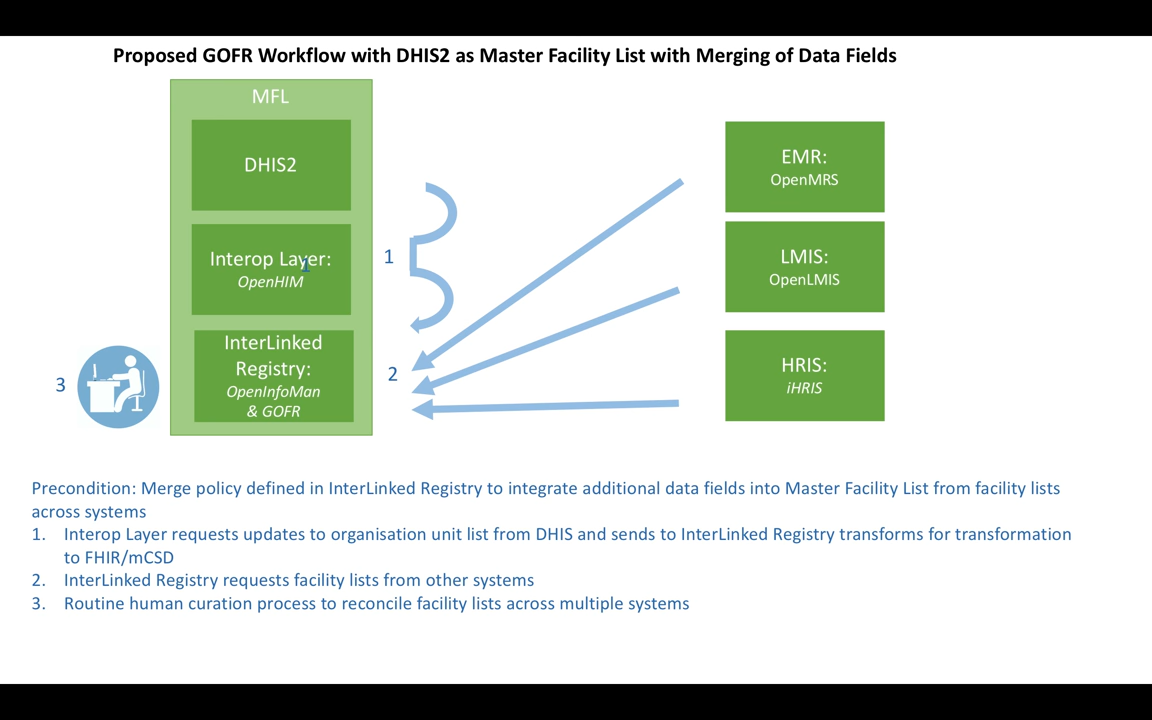 Proposed GOFR Workflow with DHIS2 as Master Facility List with Merging of Data Fields
MFL
DHIS2
Interop Layer:
OpenHIM
1
InterLinked
Registry:
OpenInfoMan
& GOFR
1
2
3
EMR:
OpenMRS
LMIS:
OpenLMIS
HRIS:
iHRIS
Precondition: Merge policy defined in InterLinked Registry to integrate additional data fields into Master Facility List from facility lists
across systems
1. Interop Layer requests updates to organisation unit list from DHIS and sends to InterLinked Registry transforms for transformation
to FHIR/mCSD
2. InterLinked Registry requests facility lists from other systems
3. Routine human curation process to reconcile facility lists across multiple systems